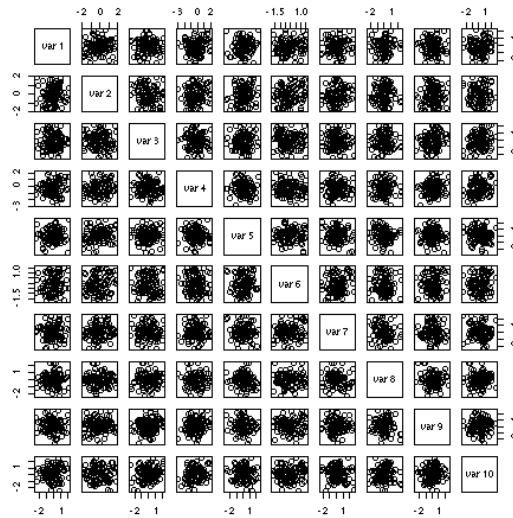 -2 0 2
-3 0 2
-1.5 1.0
-2 1
var 1
var 2
-2 0 2
var 3
var 4
-3 0 2
var 5
var 6
-1.5 1.0
var 7
var 8
-2 1
var 9
var 10
-2 1
-2 1
-2 1
-2 1
-2 1